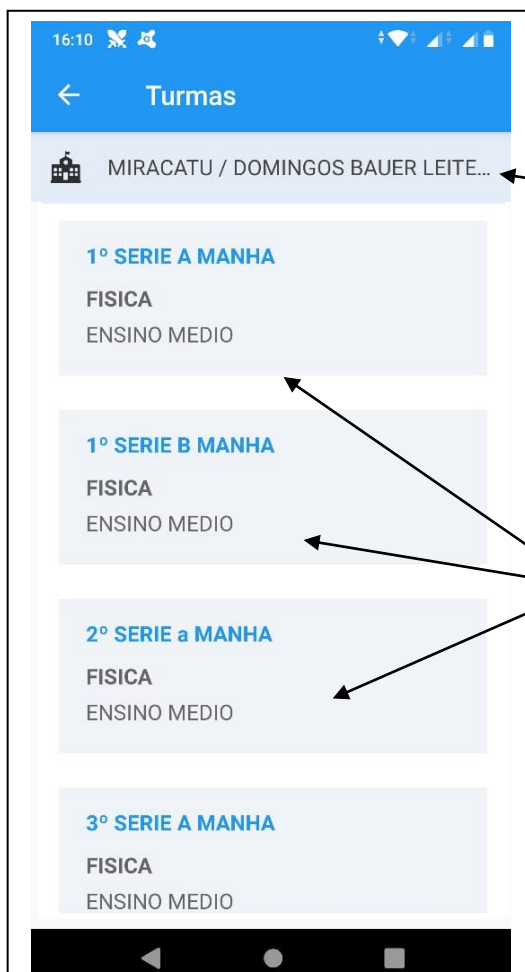 16:10
Turmas
MIRACATU / DOMINGOS BAUER LEITE...
1º SERIE A MANHA
FISICA
ENSINO MEDIO
1º SERIE B MANHA
FISICA
ENSINO MEDIO
2º SERIE a MANHA
FISICA
ENSINO MEDIO
3º SERIE A MANHA
FISICA
ENSINO MEDIO